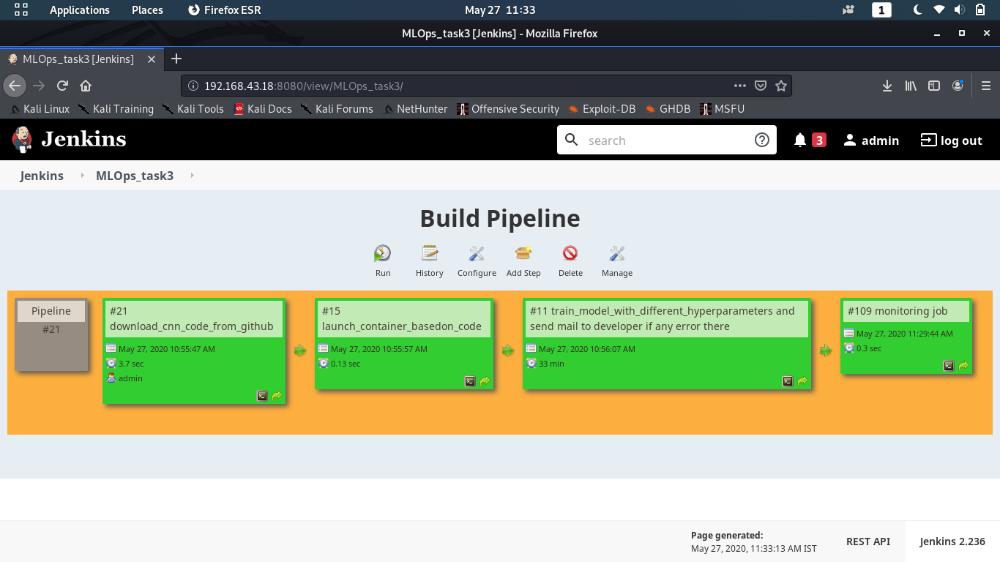 Applications Places Firefox ESR May 27 11:33 1
MLOps_task3 [Jenkins] - Mozilla Firefox
MLOps_task3 [Jenkins]
192.168.43.18:8080/view/MLOps_task3/
Kali Linux Kali Training Kali Tools Kali Docs Kali Forums NetHunter Offensive Security Exploit-DB GHDB MSFU
Jenkins search 3 admin log out
Jenkins MLOps_task3
Build Pipeline
Run History Configure Add Step Delete Manage
Pipeline
#21
#21
download_cnn_code_from_github
May 27, 2020 10:55:47 AM
3.7 sec
admin
#15
launch_container_basedon_code
May 27, 2020 10:55:57 AM
0.13 sec
#11 train_model_with_different_hyperparameters and
send mail to developer if any error there
May 27, 2020 10:56:07 AM
33 min
#109 monitoring job
May 27, 2020 11:29:44 AM
0.3 sec
Page generated:
May 27, 2020, 11:33:13 AM IST
REST API
Jenkins 2.236